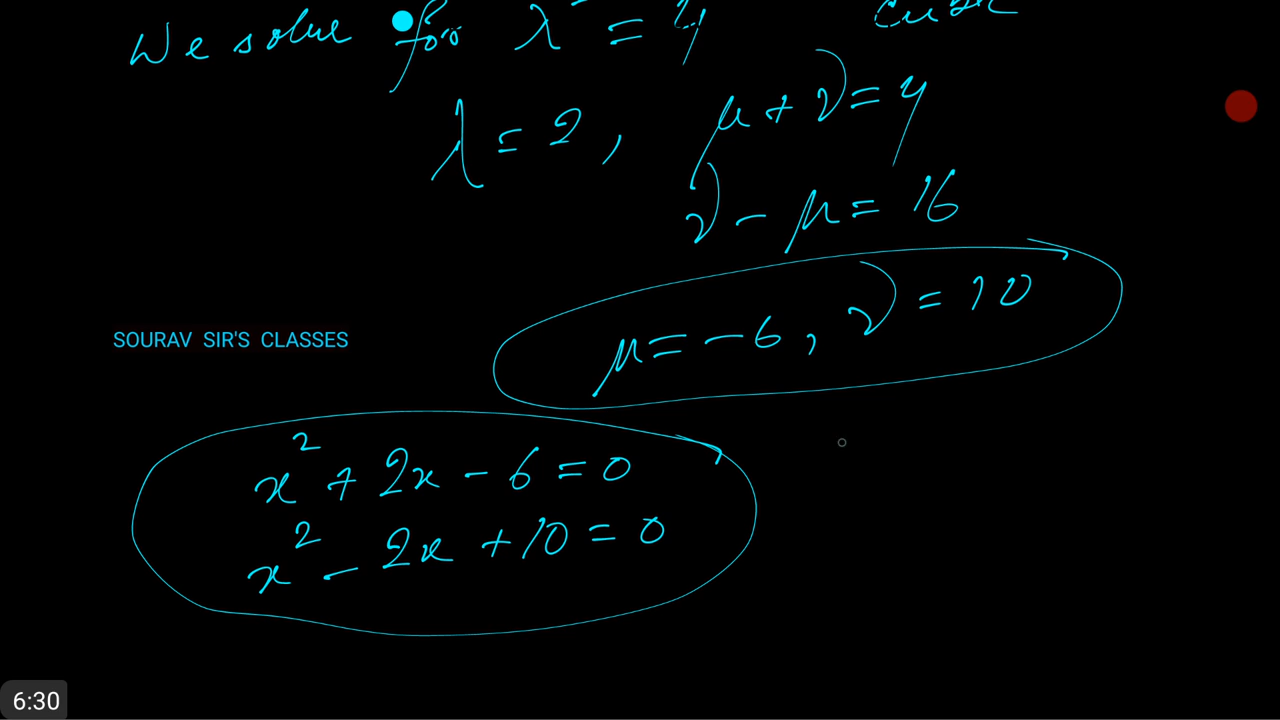 We solve for λ² = 4
λ = 2, μ + ν = 4
ν - μ = 16
μ = -6, ν = 10
SOURAV SIR'S CLASSES
x² + 2x - 6 = 0
x² - 2x + 10 = 0
6:30